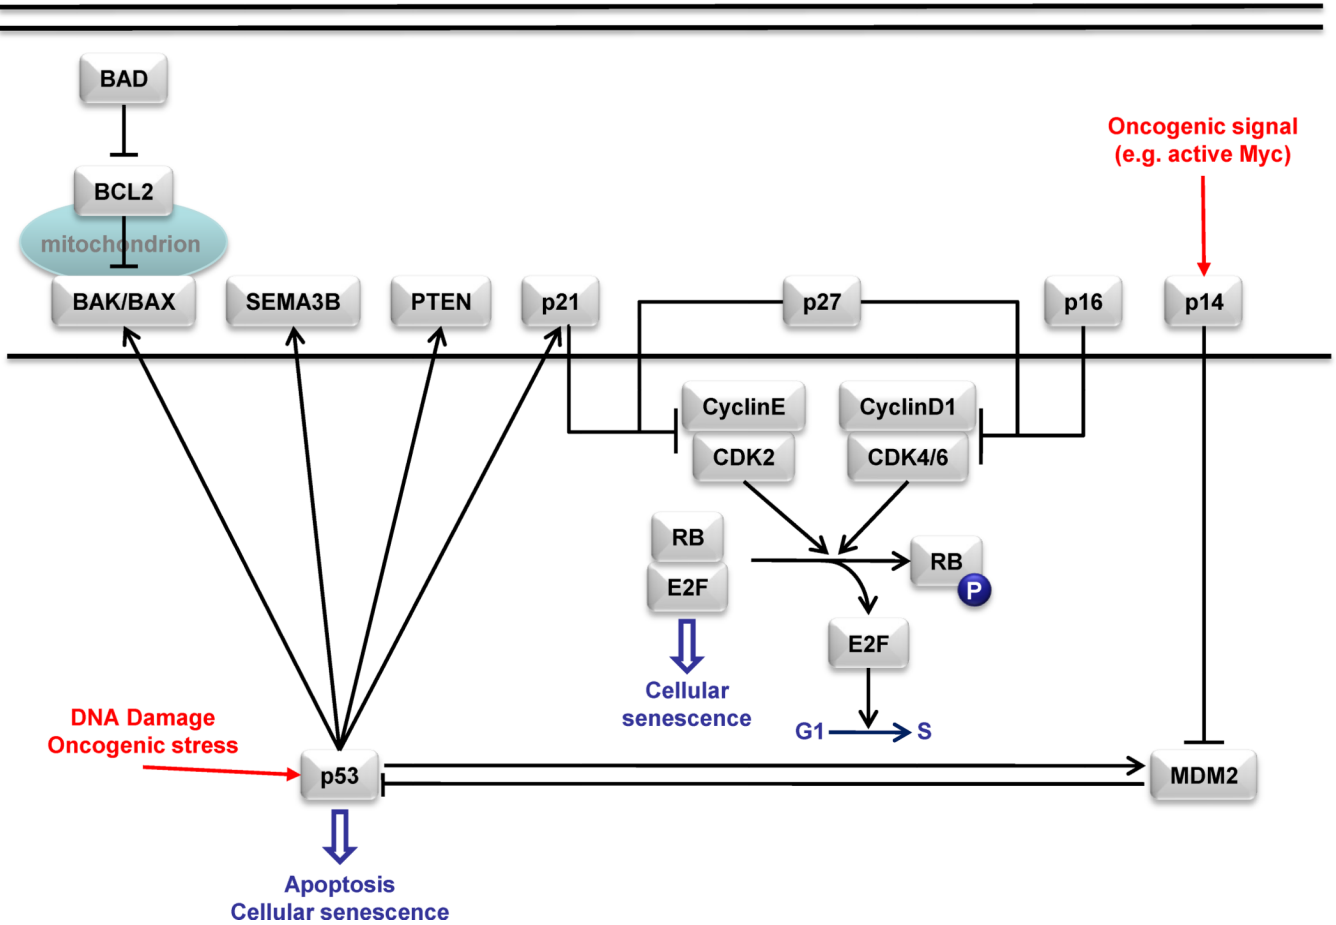 BAD
Oncogenic signal
(e.g. active Myc)
BCL2
mitochondrion
BAK/BAX
SEMA3B
PTEN
p21
p27
p16
p14
CyclinE
CyclinD1
CDK2
CDK4/6
RB
E2F
RB
P
E2F
Cellular
senescence
G1
S
DNA Damage
Oncogenic stress
p53
MDM2
Apoptosis
Cellular senescence